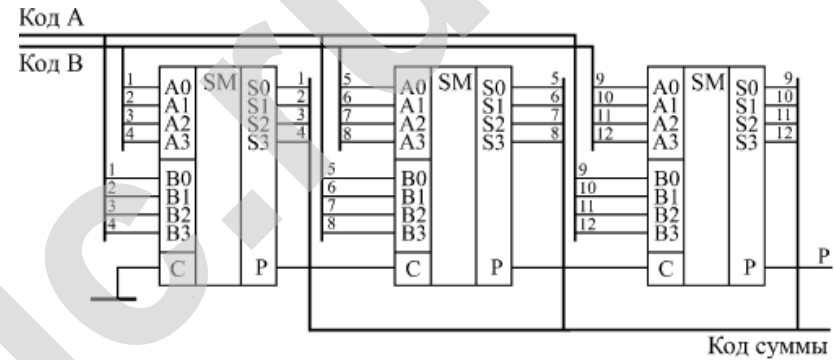 Код A
Код B
1 A0 SM S0 1
2 A1 S1 2
3 A2 S2 3
4 A3 S3 4
1 B0
2 B1
3 B2
4 B3
C P
5 A0 SM S0 5
6 A1 S1 6
7 A2 S2 7
8 A3 S3 8
5 B0
6 B1
7 B2
8 B3
C P
9 A0 SM S0 9
10 A1 S1 10
11 A2 S2 11
12 A3 S3 12
9 B0
10 B1
11 B2
12 B3
C P
P
Код суммы